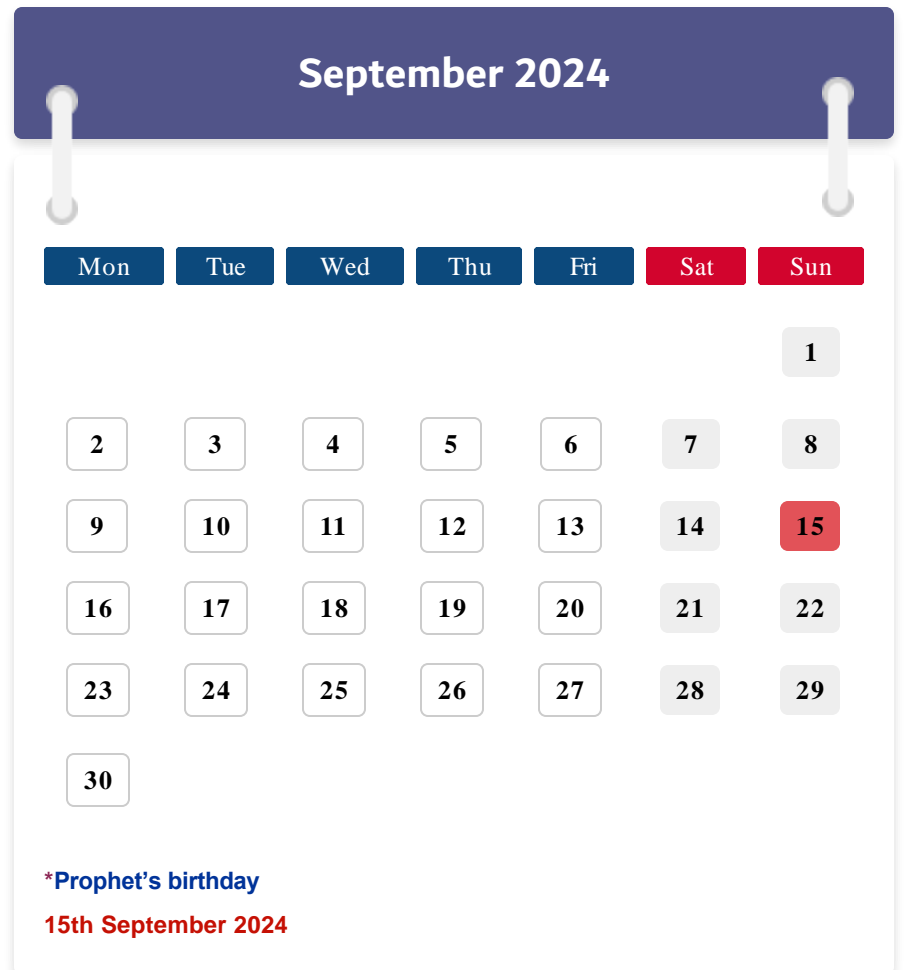 September 2024
Mon Tue Wed Thu Fri Sat Sun
1
2 3 4 5 6 7 8
9 10 11 12 13 14 15
16 17 18 19 20 21 22
23 24 25 26 27 28 29
30
*Prophet’s birthday
15th September 2024